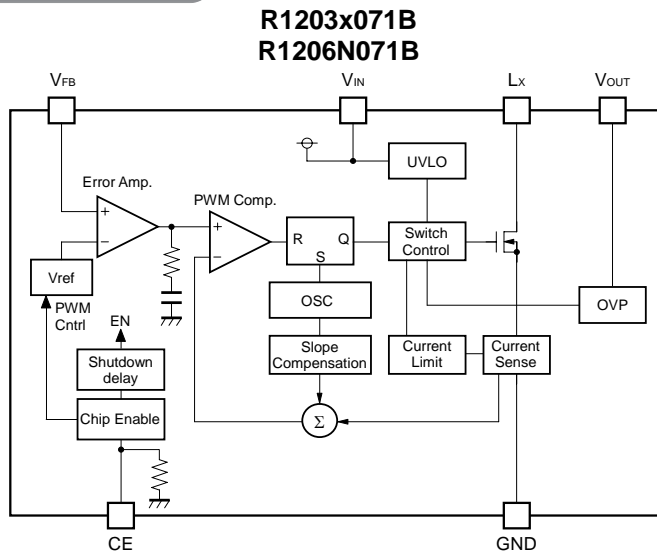 R1203x071B
R1206N071B
VFB
VIN
LX
VOUT
UVLO
Error Amp.
PWM Comp.
+
−
+
−
R
Q
S
Switch
Control
Vref
PWM
Cntrl
OSC
OVP
EN
Shutdown
delay
Slope
Compensation
Current
Limit
Current
Sense
Chip Enable
Σ
CE
GND